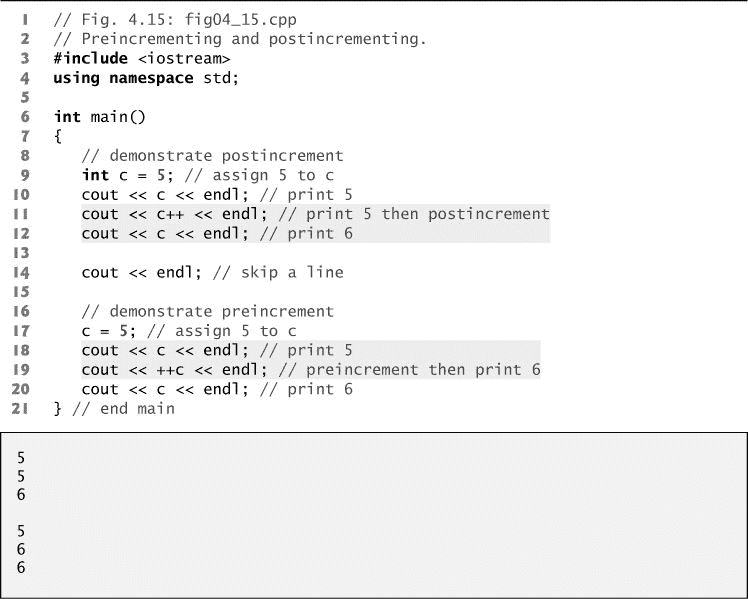 1 // Fig. 4.15: fig04_15.cpp
2 // Preincrementing and postincrementing.
3 #include <iostream>
4 using namespace std;
5
6 int main()
7 {
8    // demonstrate postincrement
9    int c = 5; // assign 5 to c
10    cout << c << endl; // print 5
11    cout << c++ << endl; // print 5 then postincrement
12    cout << c << endl; // print 6
13
14    cout << endl; // skip a line
15
16    // demonstrate preincrement
17    c = 5; // assign 5 to c
18    cout << c << endl; // print 5
19    cout << ++c << endl; // preincrement then print 6
20    cout << c << endl; // print 6
21 } // end main
5
5
6

5
6
6